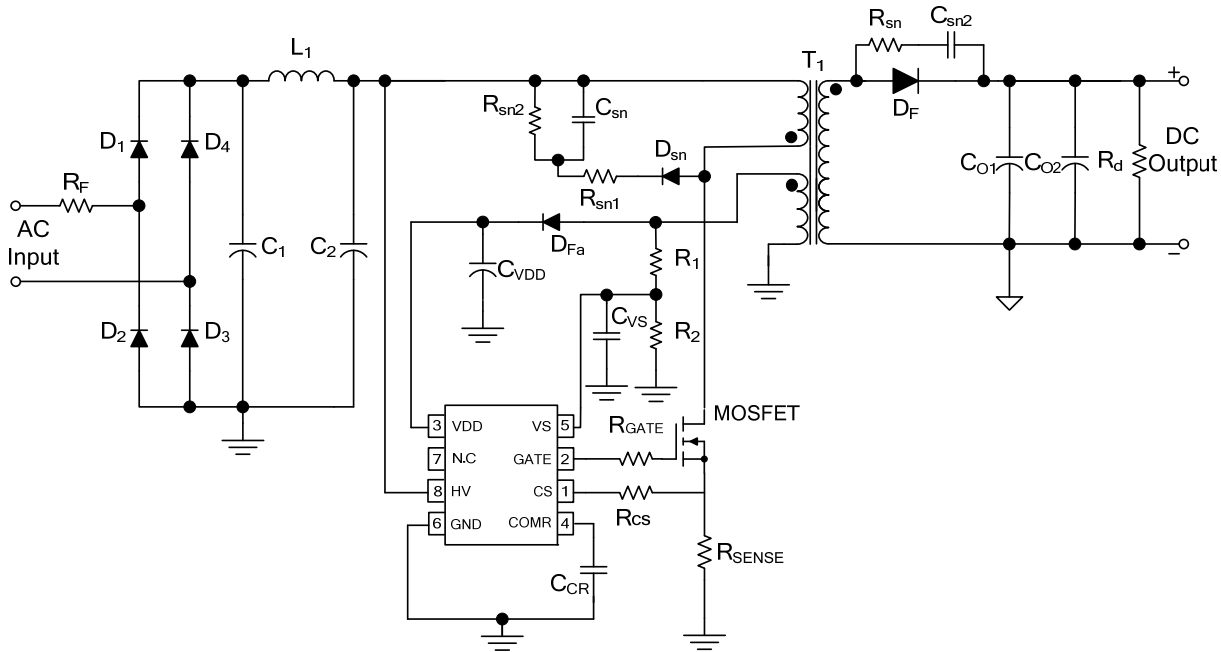 L1
Rsn
Csn2
T1
+
DF
Rsn2
Csn
D1
D4
Dsn
RF
Rsn1
AC
Input
C1
C2
DFa
CVDD
R1
CVS
R2
CO1
CO2
Rd
DC
Output
−
D2
D3
MOSFET
RGATE
3
VDD
VS
5
7
N.C
GATE
2
8
HV
CS
1
6
GND
COMR
4
Rcs
RSENSE
CCR